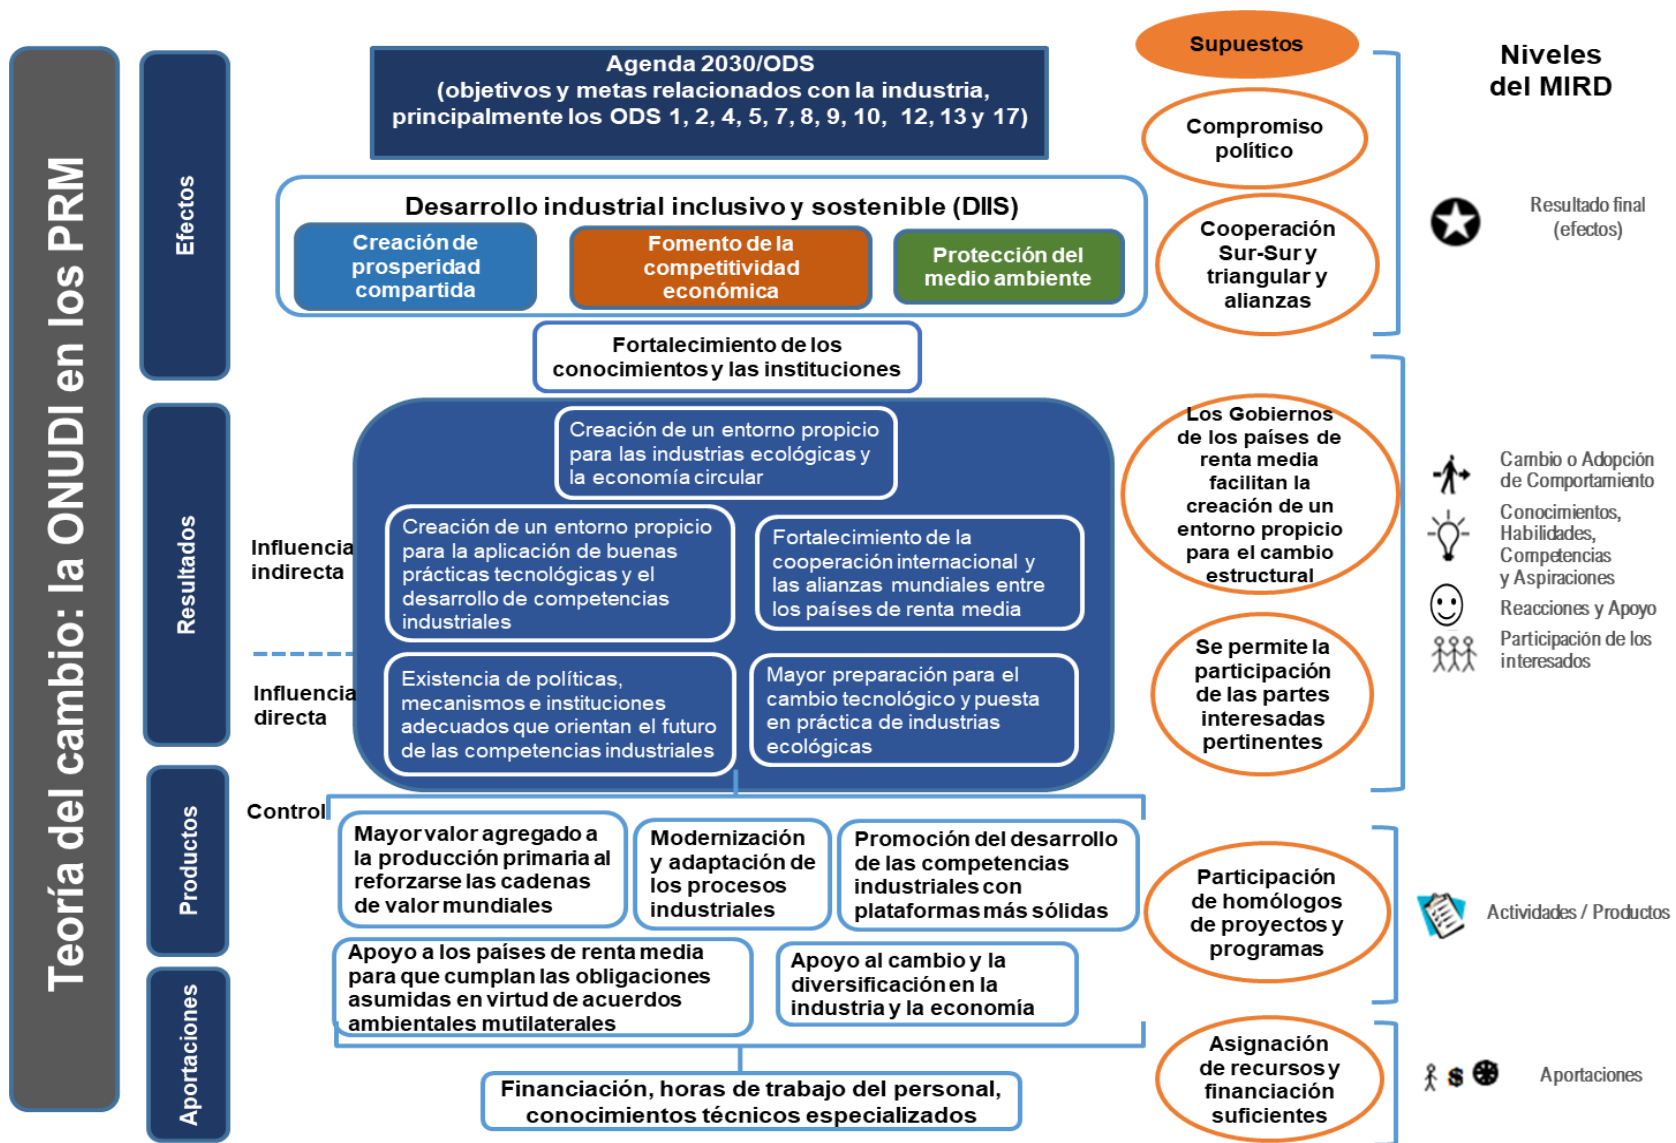 Teoría del cambio: la ONUDI en los PRM
Efectos
Agenda 2030/ODS
(objetivos y metas relacionados con la industria,
principalmente los ODS 1, 2, 4, 5, 7, 8, 9, 10, 12, 13 y 17)
Desarrollo industrial inclusivo y sostenible (DIIS)
Creación de
prosperidad
compartida
Fomento de la
competitividad
económica
Protección del
medio ambiente
Fortalecimiento de los
conocimientos y las instituciones
Supuestos
Compromiso
político
Cooperación
Sur-Sur y
triangular y
alianzas
Niveles
del MIRD
Resultado final
(efectos)
Resultados
Influencia
indirecta
Influencia
directa
Creación de un entorno propicio
para las industrias ecológicas y
la economía circular
Creación de un entorno propicio
para la aplicación de buenas
prácticas tecnológicas y el
desarrollo de competencias
industriales
Fortalecimiento de la
cooperación internacional y
las alianzas mundiales entre
los países de renta media
Existencia de políticas,
mecanismos e instituciones
adecuados que orientan el futuro
de las competencias industriales
Mayor preparación para el
cambio tecnológico y puesta
en práctica de industrias
ecológicas
Los Gobiernos
de los países de
renta media
facilitan la
creación de un
entorno propicio
para el cambio
estructural
Se permite la
participación
de las partes
interesadas
pertinentes
Cambio o Adopción
de Comportamiento
Conocimientos,
Habilidades,
Competencias
y Aspiraciones
Reacciones y Apoyo
Participación de los
interesados
Productos
Control
Mayor valor agregado a
la producción primaria al
reforzarse las cadenas
de valor mundiales
Modernización
y adaptación de
los procesos
industriales
Promoción del desarrollo
de las competencias
industriales con
plataformas más sólidas
Apoyo a los países de renta media
para que cumplan las obligaciones
asumidas en virtud de acuerdos
ambientales mutilaterales
Apoyo al cambio y la
diversificación en la
industria y la economía
Participación
de homólogos
de proyectos y
programas
Actividades / Productos
Aportaciones
Financiación, horas de trabajo del personal,
conocimientos técnicos especializados
Asignación
de recursos y
financiación
suficientes
$
Aportaciones